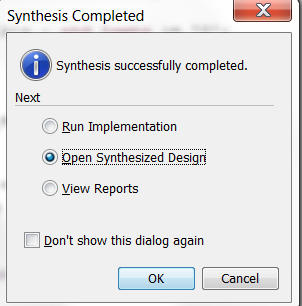 Synthesis Completed
Synthesis successfully completed.
Next
Run Implementation
Open Synthesized Design
View Reports
Don't show this dialog again
OK
Cancel